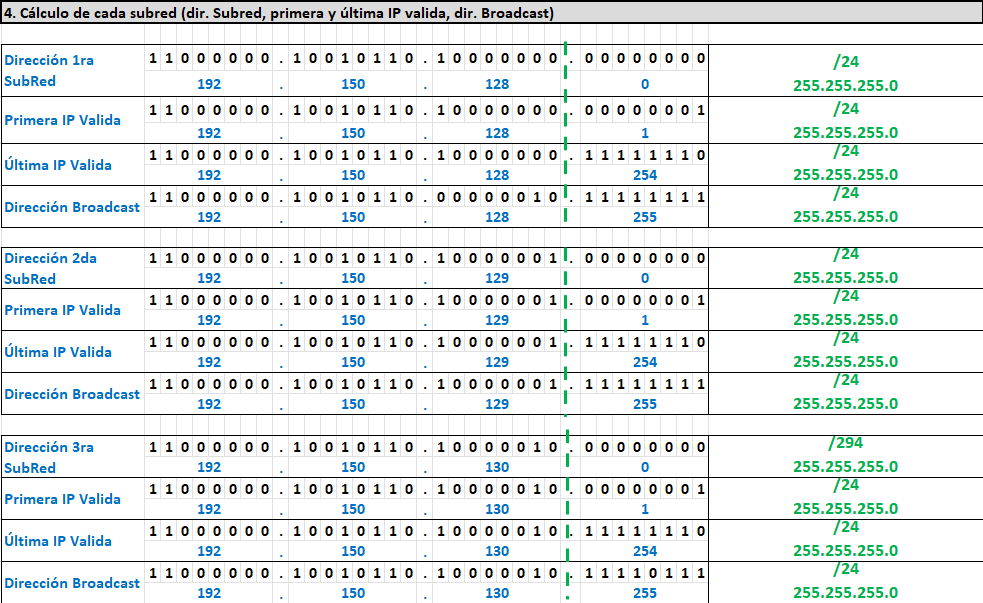 4. Cálculo de cada subred (dir. Subred, primera y última IP valida, dir. Broadcast)
Dirección 1ra SubRed
1 1 0 0 0 0 0 0 . 1 0 0 1 0 1 1 0 . 1 0 0 0 0 0 0 0 . 0 0 0 0 0 0 0 0 /24
192 . 150 . 128 0 255.255.255.0
Primera IP Valida
1 1 0 0 0 0 0 0 . 1 0 0 1 0 1 1 0 . 1 0 0 0 0 0 0 0 . 0 0 0 0 0 0 0 1 /24
192 . 150 . 128 1 255.255.255.0
Última IP Valida
1 1 0 0 0 0 0 0 . 1 0 0 1 0 1 1 0 . 1 0 0 0 0 0 0 0 . 1 1 1 1 1 1 1 0 /24
192 . 150 . 128 254 255.255.255.0
Dirección Broadcast
1 1 0 0 0 0 0 0 . 1 0 0 1 0 1 1 0 . 0 0 0 0 0 0 1 0 . 1 1 1 1 1 1 1 1 /24
192 . 150 . 128 255 255.255.255.0
Dirección 2da SubRed
1 1 0 0 0 0 0 0 . 1 0 0 1 0 1 1 0 . 1 0 0 0 0 0 0 1 . 0 0 0 0 0 0 0 0 /24
192 . 150 . 129 0 255.255.255.0
Primera IP Valida
1 1 0 0 0 0 0 0 . 1 0 0 1 0 1 1 0 . 1 0 0 0 0 0 0 1 . 0 0 0 0 0 0 0 1 /24
192 . 150 . 129 1 255.255.255.0
Última IP Valida
1 1 0 0 0 0 0 0 . 1 0 0 1 0 1 1 0 . 1 0 0 0 0 0 0 1 . 1 1 1 1 1 1 1 0 /24
192 . 150 . 129 254 255.255.255.0
Dirección Broadcast
1 1 0 0 0 0 0 0 . 1 0 0 1 0 1 1 0 . 1 0 0 0 0 0 0 1 . 1 1 1 1 1 1 1 1 /24
192 . 150 . 129 255 255.255.255.0
Dirección 3ra SubRed
1 1 0 0 0 0 0 0 . 1 0 0 1 0 1 1 0 . 1 0 0 0 0 0 1 0 . 0 0 0 0 0 0 0 0 /294
192 . 150 . 130 0 255.255.255.0
Primera IP Valida
1 1 0 0 0 0 0 0 . 1 0 0 1 0 1 1 0 . 1 0 0 0 0 0 1 0 . 0 0 0 0 0 0 0 1 /24
192 . 150 . 130 1 255.255.255.0
Última IP Valida
1 1 0 0 0 0 0 0 . 1 0 0 1 0 1 1 0 . 1 0 0 0 0 0 1 0 . 1 1 1 1 1 1 1 0 /24
192 . 150 . 130 254 255.255.255.0
Dirección Broadcast
1 1 0 0 0 0 0 0 . 1 0 0 1 0 1 1 0 . 1 0 0 0 0 0 1 0 . 1 1 1 1 0 1 1 1 /24
192 . 150 . 130 255 255.255.255.0